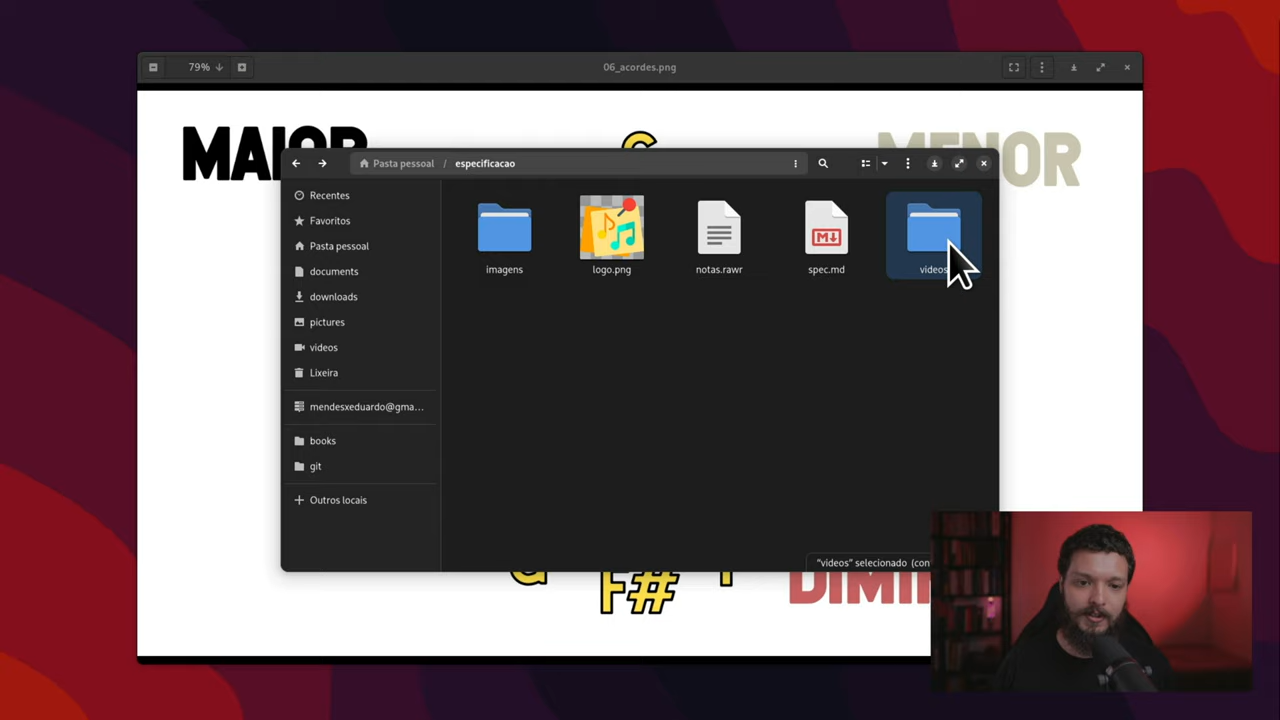 79%
06_acordes.png
MAIOR
C
MENOR
Pasta pessoal / especificacao
Recentes
Favoritos
Pasta pessoal
documents
downloads
pictures
videos
Lixeira
mendesxeduardo@gma...
books
git
Outros locais
imagens
logo.png
notas.rawr
spec.md
videos
"videos" selecionado (con
G
F#
F
DIMIN